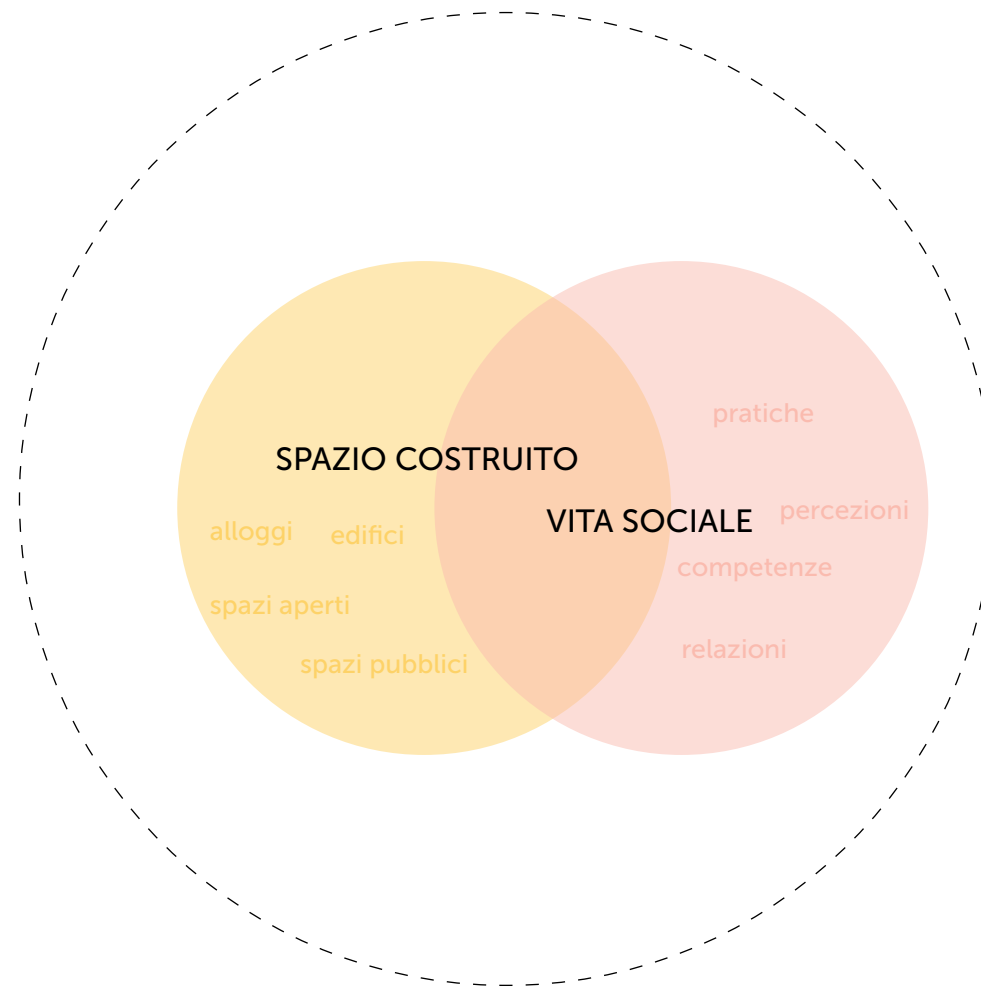 SPAZIO COSTRUITO
alloggi
edifici
spazi aperti
spazi pubblici
VITA SOCIALE
pratiche
percezioni
competenze
relazioni